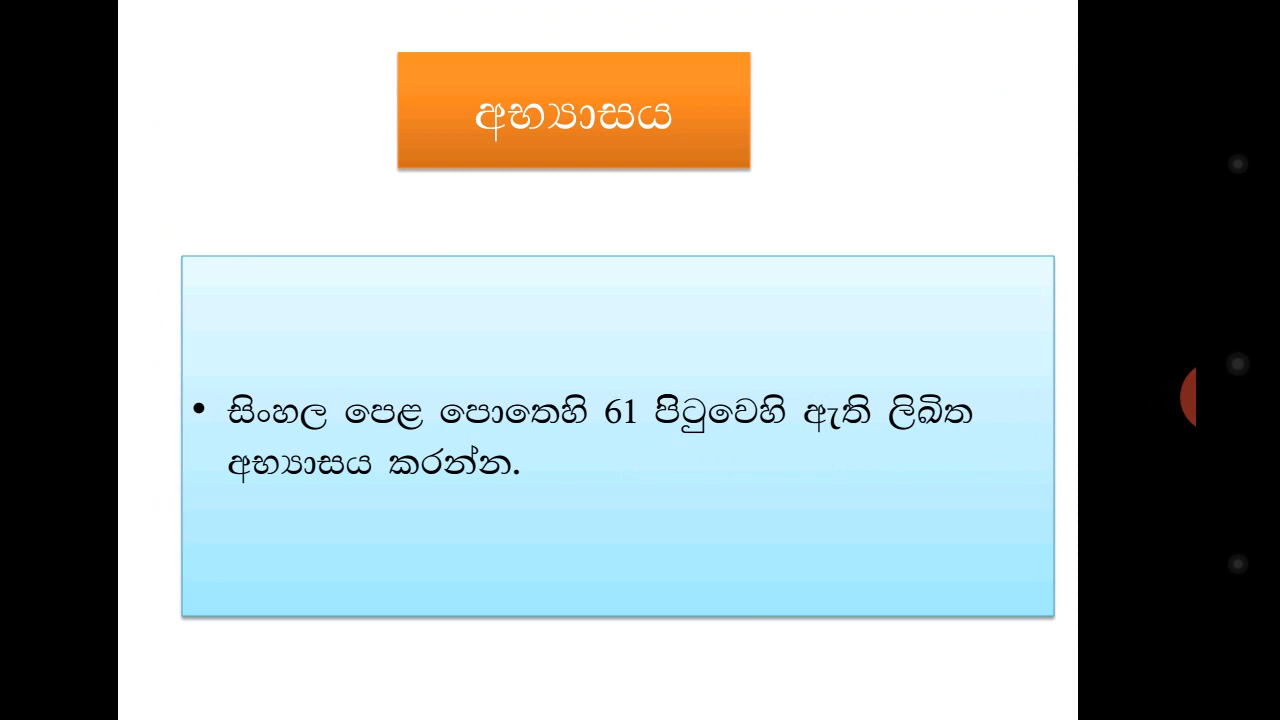 අභ්‍යාසය
• සිංහල පෙළ පොතෙහි 61 පිටුවෙහි ඇති ලිඛිත
අභ්‍යාසය කරන්න.